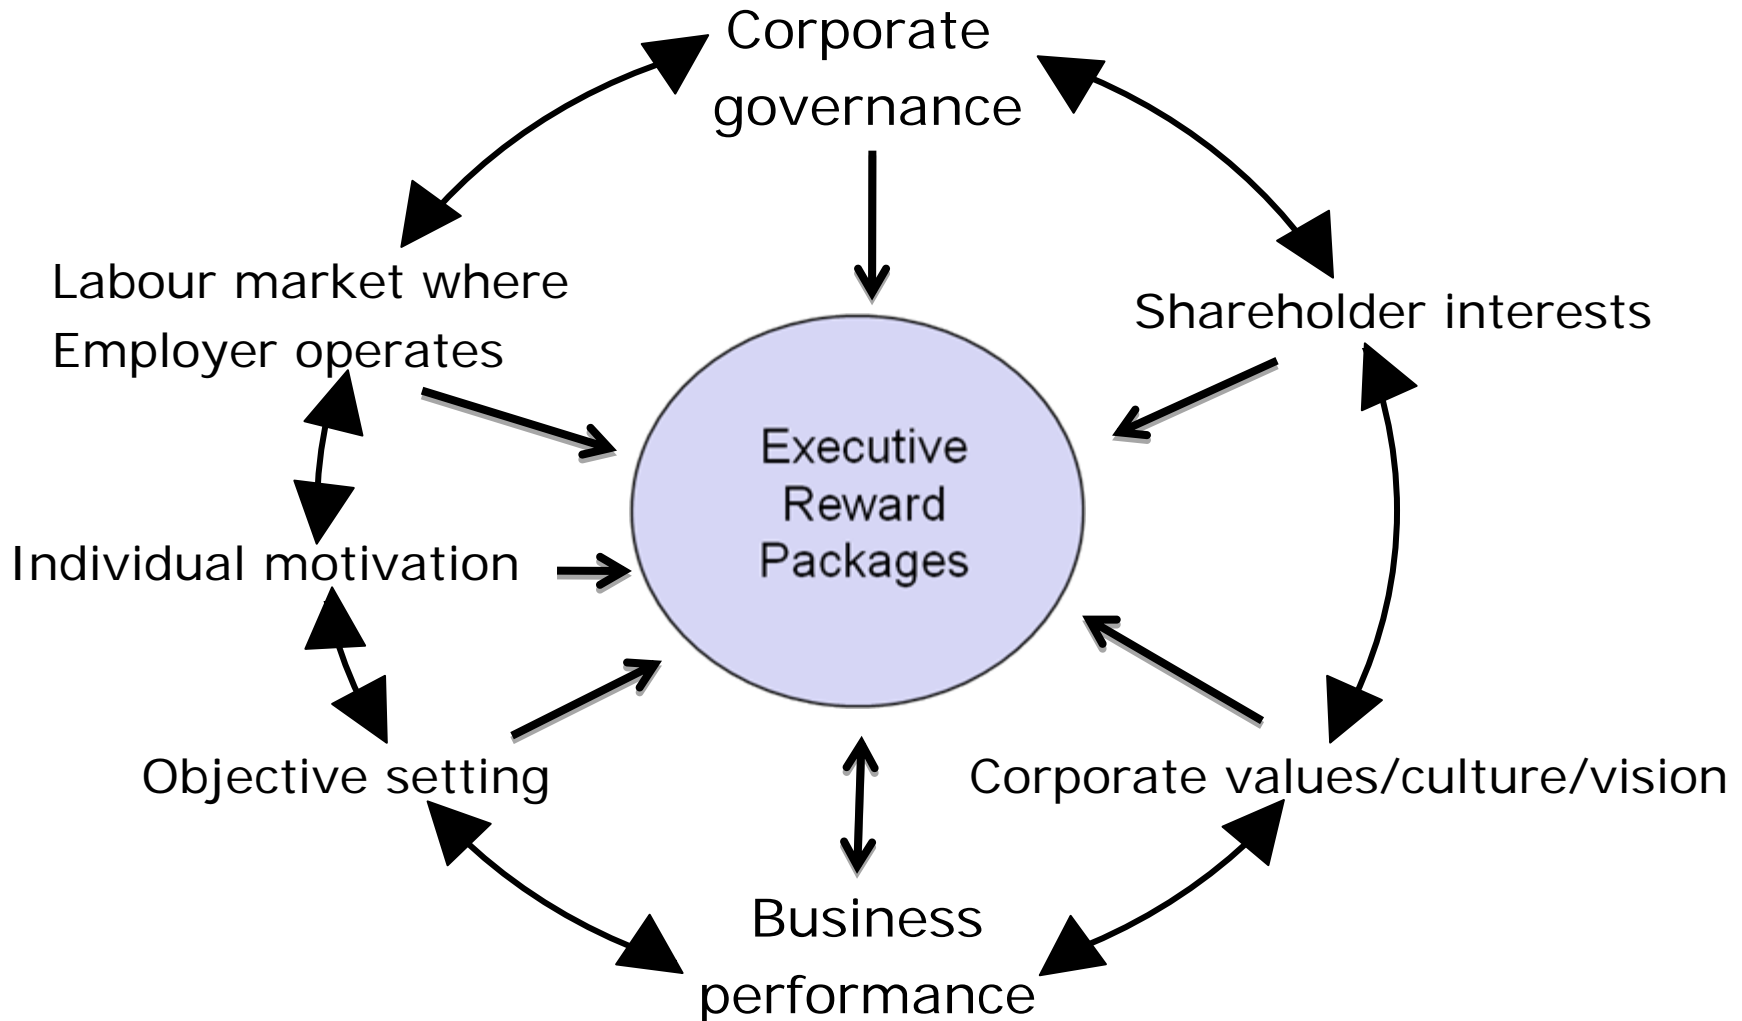 Corporate
governance
Labour market where
Employer operates
Shareholder interests
Executive
Reward
Packages
Individual motivation
Objective setting
Corporate values/culture/vision
Business
performance